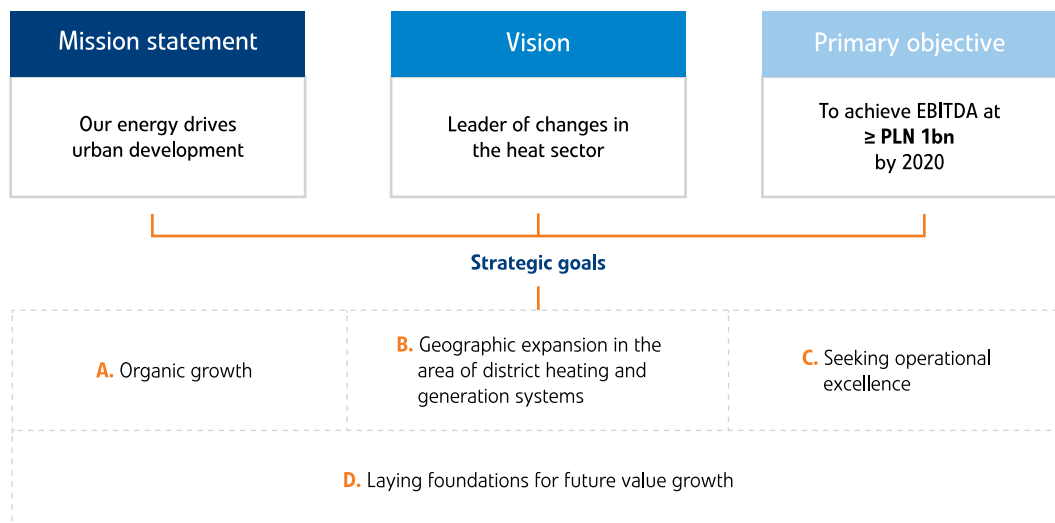 Mission statement
Our energy drives
urban development
Vision
Leader of changes in
the heat sector
Primary objective
To achieve EBITDA at
≥ PLN 1bn
by 2020
Strategic goals
A. Organic growth
B. Geographic expansion in the
area of district heating and
generation systems
C. Seeking operational
excellence
D. Laying foundations for future value growth